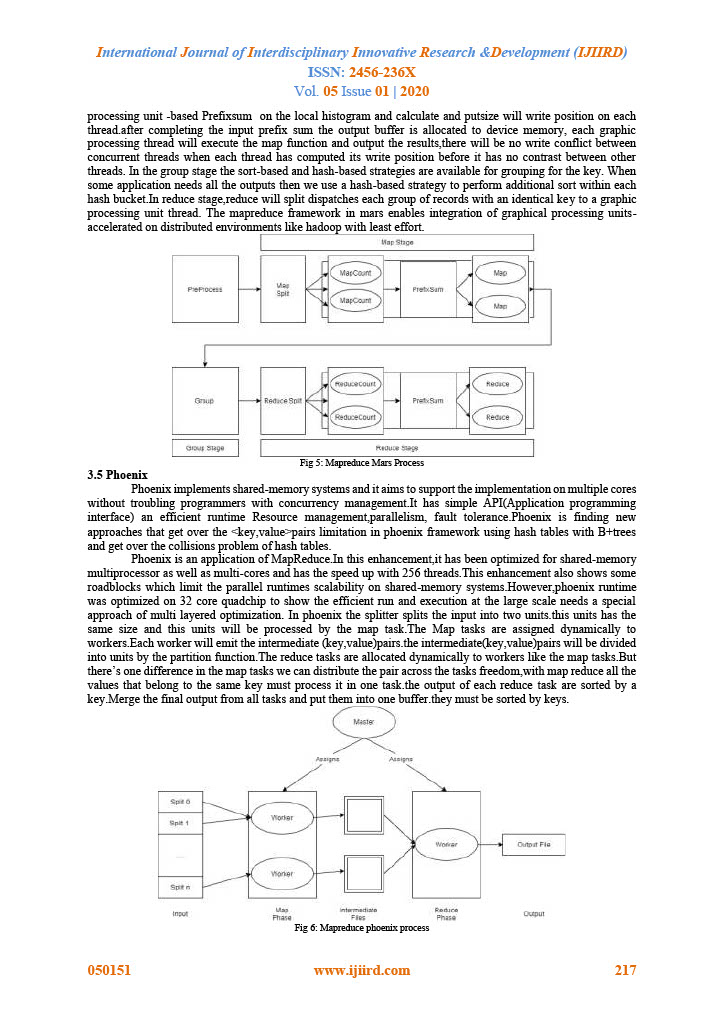 International Journal of Interdisciplinary Innovative Research &Development (IJIIRD)
ISSN: 2456-236X
Vol. 05 Issue 01 | 2020
processing unit -based Prefixsum on the local histogram and calculate and putsize will write position on each
thread.after completing the input prefix sum the output buffer is allocated to device memory, each graphic
processing thread will execute the map function and output the results,there will be no write conflict between
concurrent threads when each thread has computed its write position before it has no contrast between other
threads. In the group stage the sort-based and hash-based strategies are available for grouping for the key. When
some application needs all the outputs then we use a hash-based strategy to perform additional sort within each
hash bucket.In reduce stage,reduce will split dispatches each group of records with an identical key to a graphic
processing unit thread. The mapreduce framework in mars enables integration of graphical processing units-
accelerated on distributed environments like hadoop with least effort.
Map Stage
PreProcess
Map
Split
MapCount
MapCount
PrefixSum
Map
Map
Group
Reduce Split
ReduceCount
ReduceCount
PrefixSum
Reduce
Reduce
Group Stage
Reduce Stage
Fig 5: Mapreduce Mars Process
3.5 Phoenix
Phoenix implements shared-memory systems and it aims to support the implementation on multiple cores
without troubling programmers with concurrency management.It has simple API(Application programming
interface) an efficient runtime Resource management,parallelism, fault tolerance.Phoenix is finding new
approaches that get over the <key,value>pairs limitation in phoenix framework using hash tables with B+trees
and get over the collisions problem of hash tables.
Phoenix is an application of MapReduce.In this enhancement,it has been optimized for shared-memory
multiprocessor as well as multi-cores and has the speed up with 256 threads.This enhancement also shows some
roadblocks which limit the parallel runtimes scalability on shared-memory systems.However,phoenix runtime
was optimized on 32 core quadchip to show the efficient run and execution at the large scale needs a special
approach of multi layered optimization. In phoenix the splitter splits the input into two units.this units has the
same size and this units will be processed by the map task.The Map tasks are assigned dynamically to
workers.Each worker will emit the intermediate (key,value)pairs.the intermediate(key,value)pairs will be divided
into units by the partition function.The reduce tasks are allocated dynamically to workers like the map tasks.But
there's one difference in the map tasks we can distribute the pair across the tasks freedom,with map reduce all the
values that belong to the same key must process it in one task.the output of each reduce task are sorted by a
key.Merge the final output from all tasks and put them into one buffer.they must be sorted by keys.
Master
Assigns
Assigns
Split 0
Split 1
.....
Split n
Worker
Worker
Worker
Output File
Input
Map
Phase
Intermediate
Files
Reduce
Phase
Output
Fig 6: Mapreduce phoenix process
050151
www.ijiird.com
217